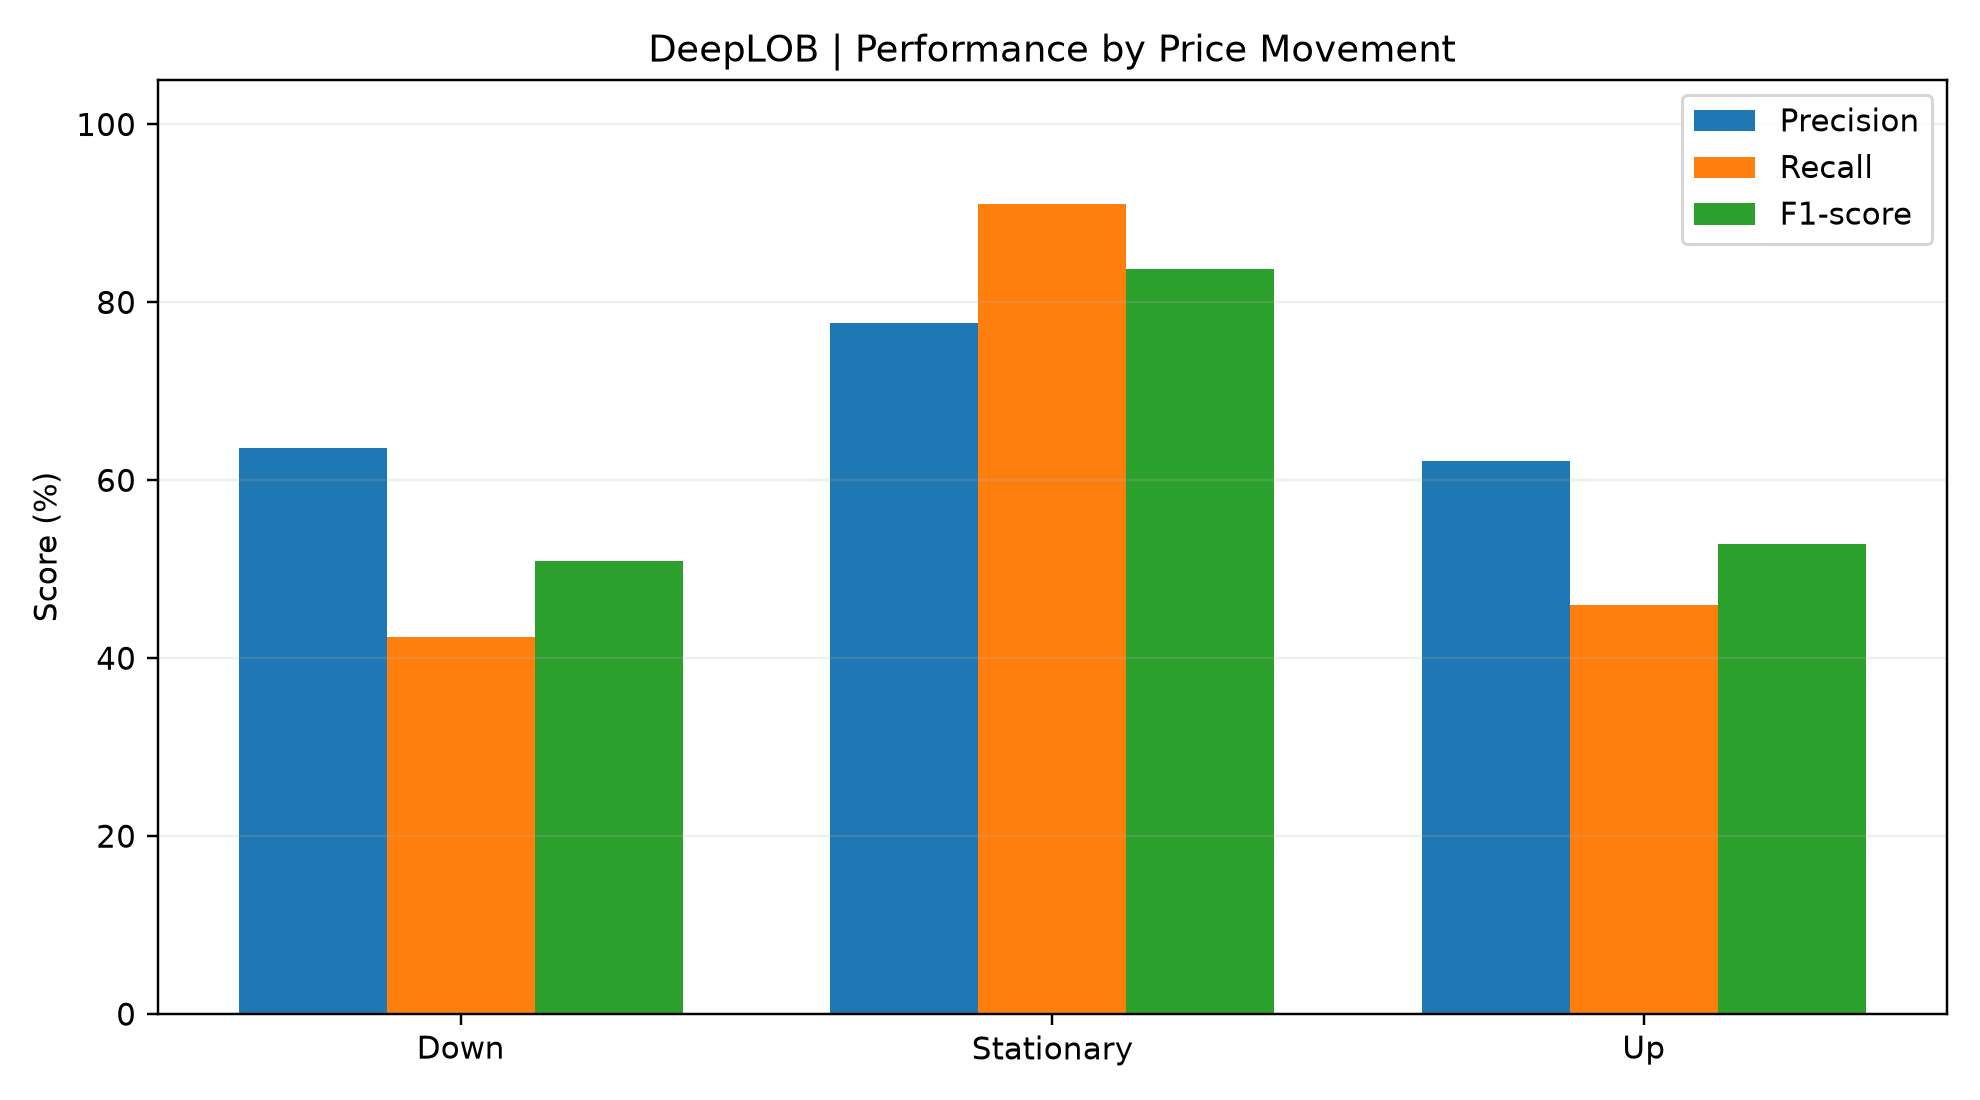 DeepLOB | Performance by Price Movement
Precision
Recall
F1-score
Score (%)
100
80
60
40
20
0
Down
Stationary
Up